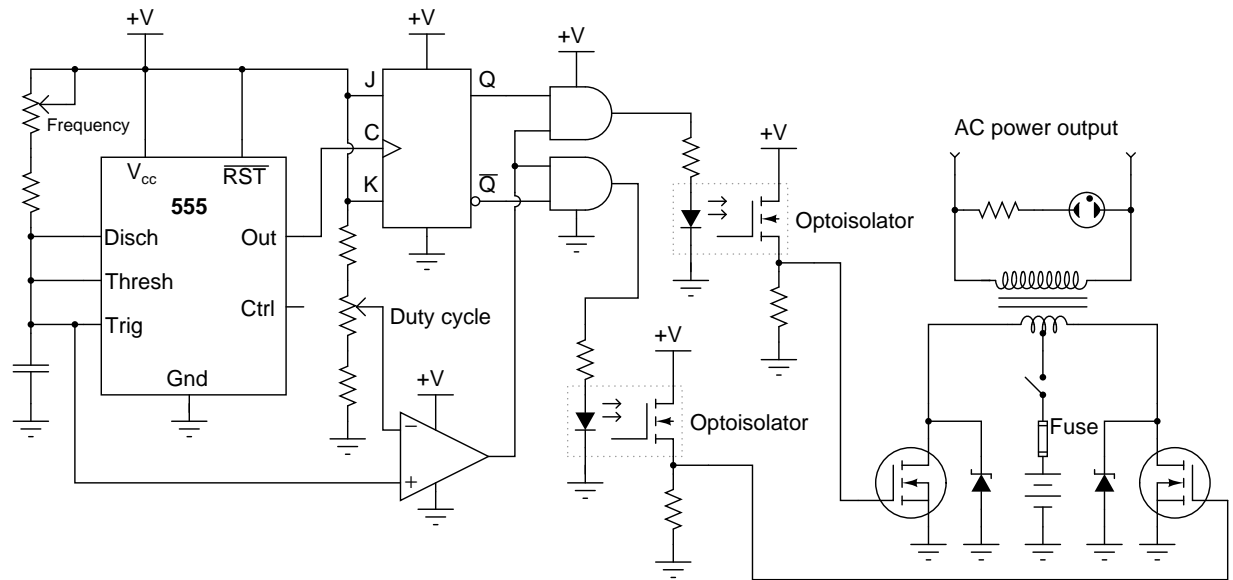 +V
+V
+V
J
Q
Frequency
C
+V
AC power output
Vcc
RST
K
Q
555
Optoisolator
Disch
Out
Thresh
Ctrl
Duty cycle
Trig
+V
Gnd
+V
Optoisolator
Fuse
−
+